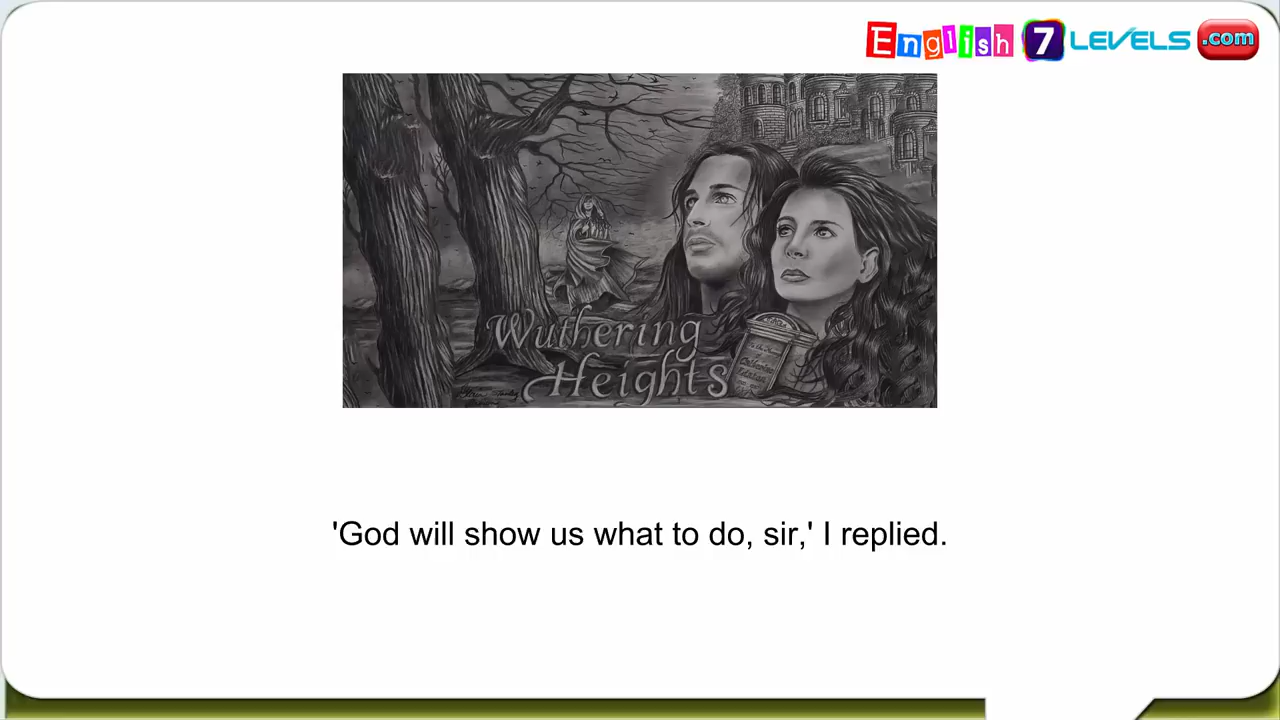 English 7 LEVELS .com
Wuthering
Heights
'God will show us what to do, sir,' I replied.